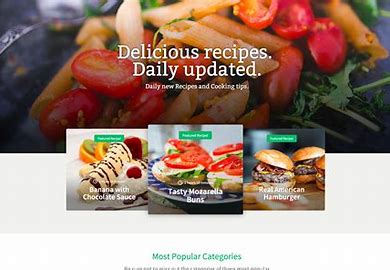 Delicious recipes.
Daily updated.
Daily new Recipes and Cooking tips.
Featured Recipe!
Banana with
Chocolate Sauce
Featured Recipe!
Tasty Mozarella
Buns
Featured Recipe!
Real American
Hamburger
Most Popular Categories